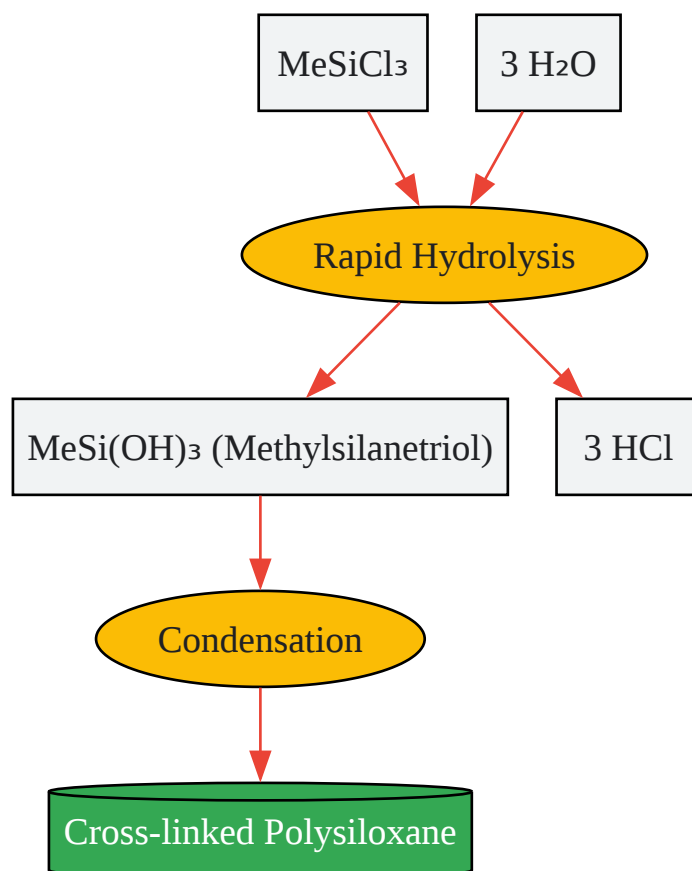 MeSiCl₃
3 H₂O
Rapid Hydrolysis
MeSi(OH)₃ (Methylsilanetriol)
3 HCl
Condensation
Cross-linked Polysiloxane